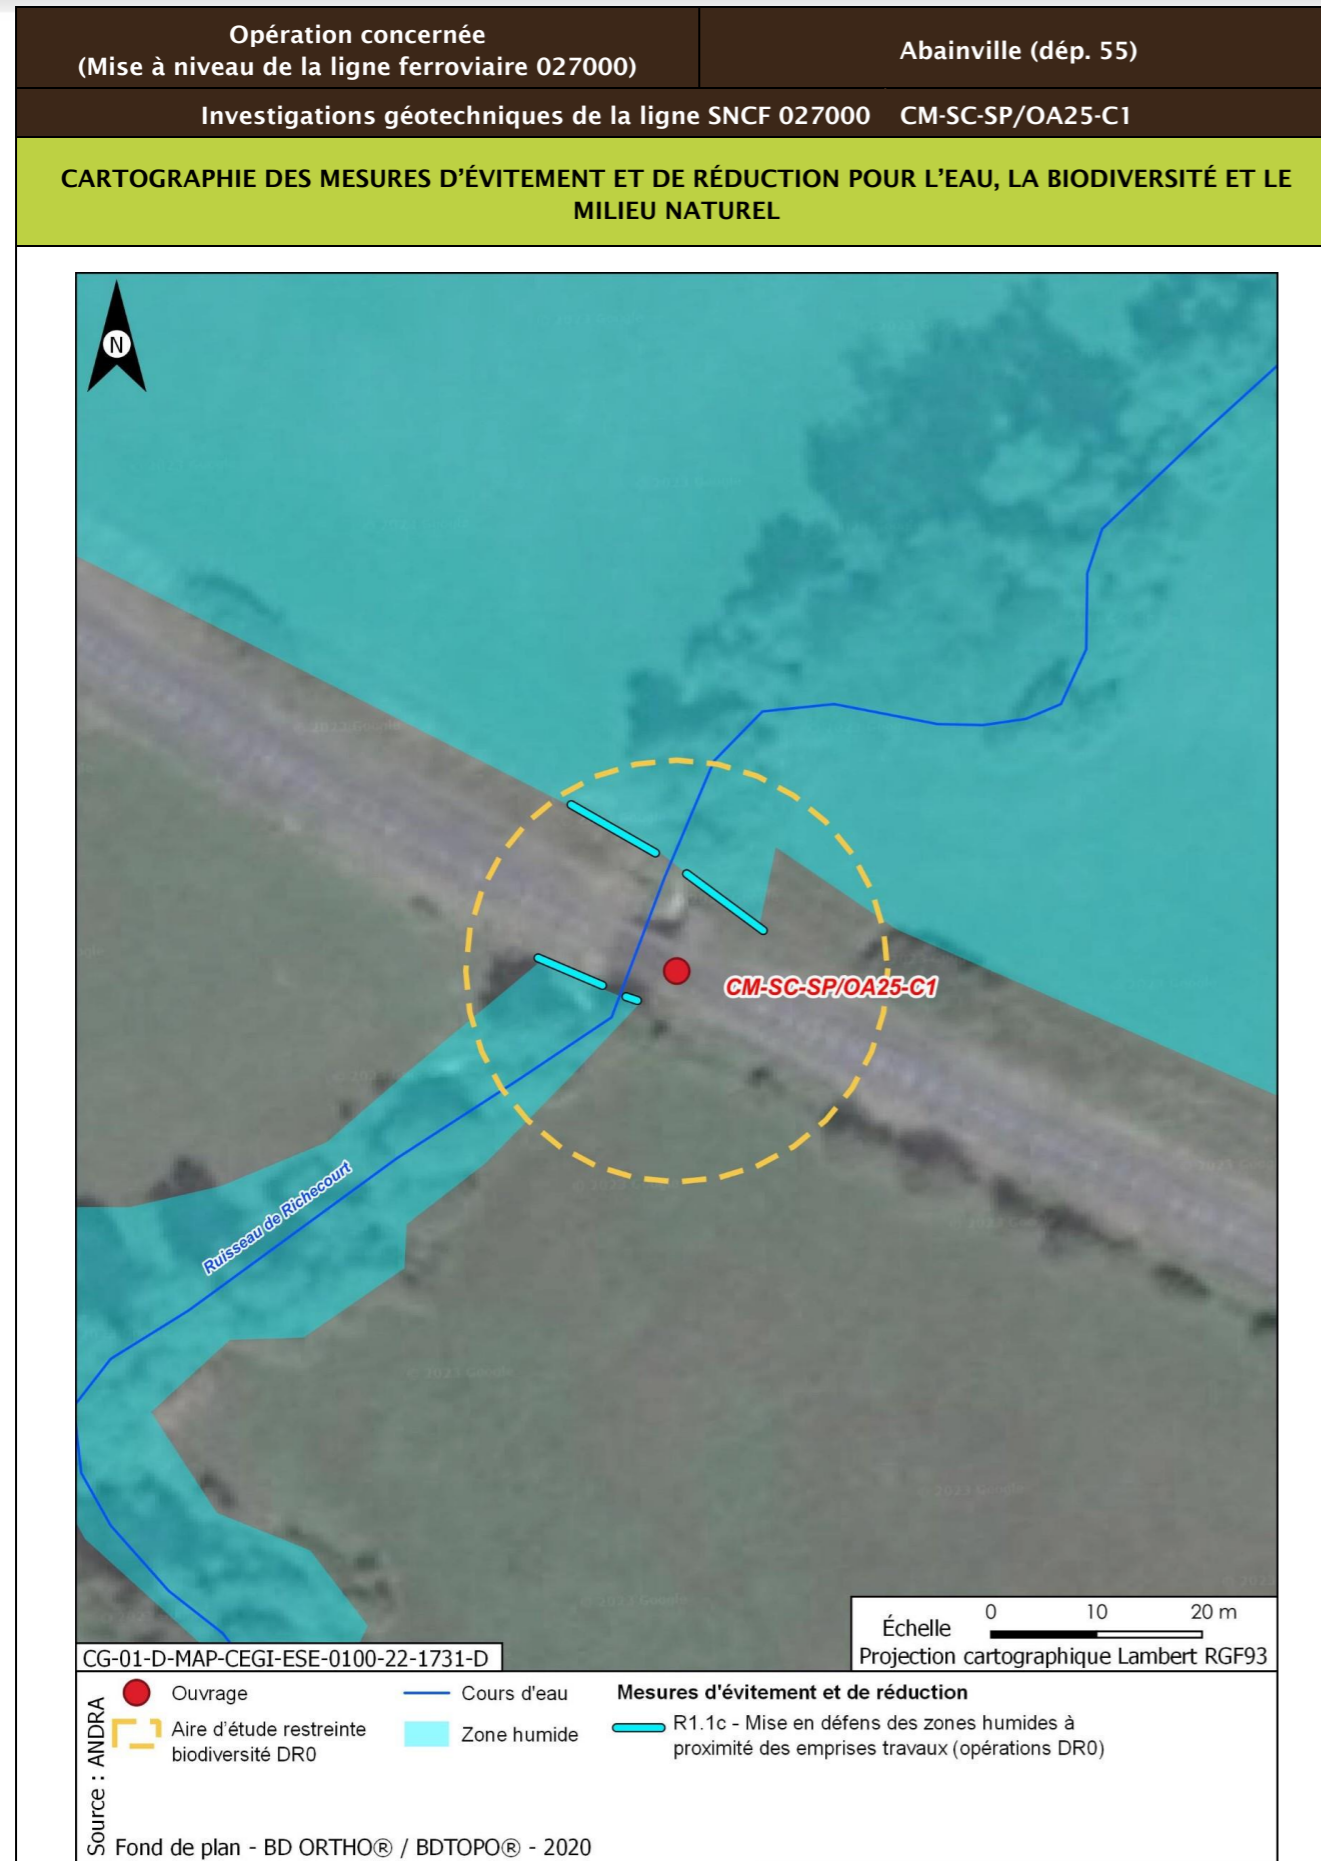 Opération concernée
(Mise à niveau de la ligne ferroviaire 027000)
Abainville (dép. 55)
Investigations géotechniques de la ligne SNCF 027000 CM-SC-SP/OA25-C1
CARTOGRAPHIE DES MESURES D'ÉVITEMENT ET DE RÉDUCTION POUR L'EAU, LA BIODIVERSITÉ ET LE
MILIEU NATUREL
N
CM-SC-SP/OA25-C1
Ruisseau de Richecourt
Échelle 0 10 20 m
Projection cartographique Lambert RGF93
CG-01-D-MAP-CEGI-ESE-0100-22-1731-D
Source : ANDRA
Ouvrage
Aire d'étude restreinte
biodiversité DR0
Cours d'eau
Zone humide
Mesures d'évitement et de réduction
R1.1c - Mise en défens des zones humides à
proximité des emprises travaux (opérations DR0)
Fond de plan - BD ORTHO® / BDTOPO® - 2020